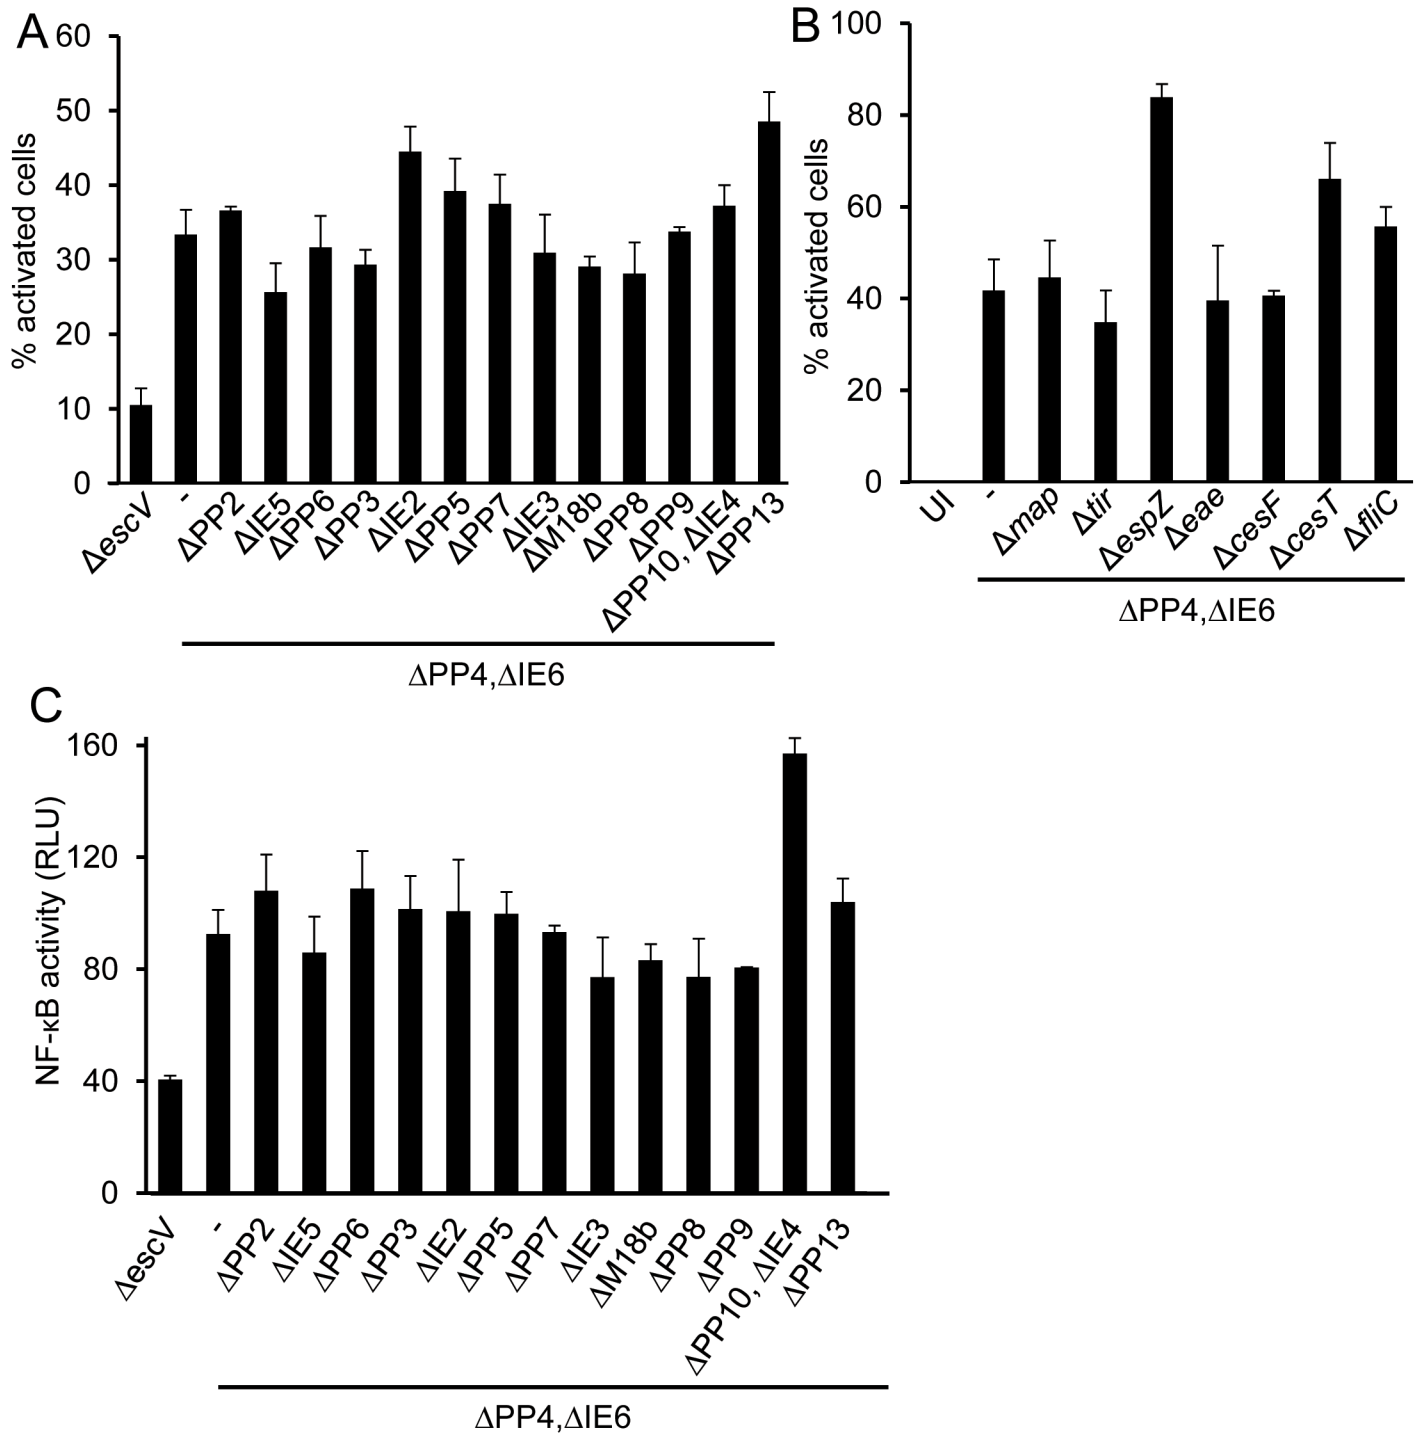 A
60
50
40
30
20
10
0
% activated cells
ΔescV
-
ΔPP2
ΔIE5
ΔPP6
ΔPP3
ΔIE2
ΔPP5
ΔPP7
ΔIE3
ΔM18b
ΔPP8
ΔPP9
ΔPP10, ΔIE4
ΔPP13
ΔPP4,ΔIE6
B
100
80
60
40
20
0
% activated cells
UI
-
Δmap
Δtir
ΔespZ
Δeae
ΔcesF
ΔcesT
ΔfliC
ΔPP4,ΔIE6
C
160
120
80
40
0
NF-κB activity (RLU)
ΔescV
-
ΔPP2
ΔIE5
ΔPP6
ΔPP3
ΔIE2
ΔPP5
ΔPP7
ΔIE3
ΔM18b
ΔPP8
ΔPP9
ΔPP10, ΔIE4
ΔPP13
ΔPP4,ΔIE6